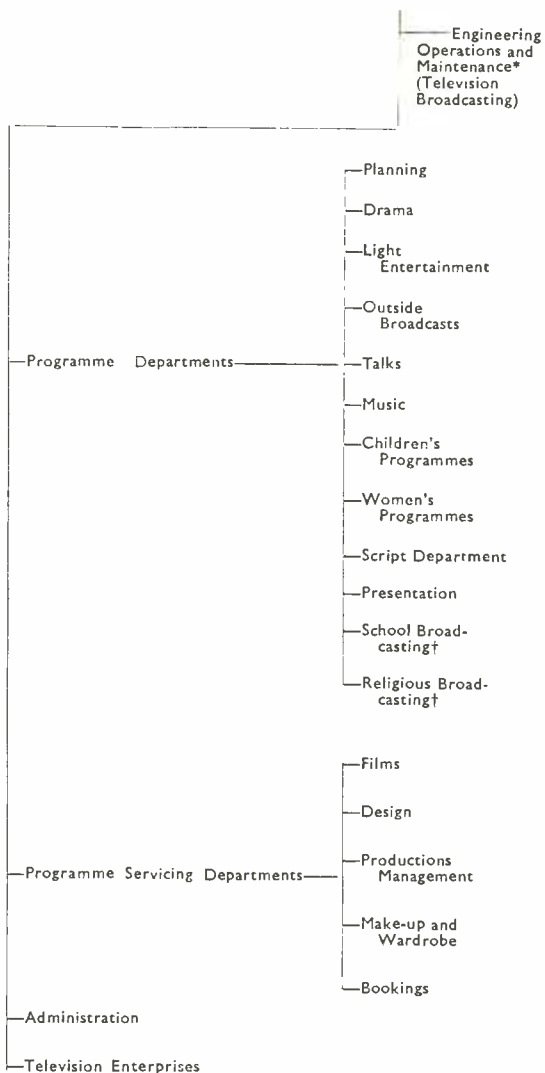 Engineering
Operations and
Maintenance*
(Television
Broadcasting)
Planning
Drama
Light
Entertainment
Outside
Broadcasts
Programme Departments
Talks
Music
Children's
Programmes
Women's
Programmes
Script Department
Presentation
School Broad-
casting†
Religious Broad-
casting†
Films
Design
Productions
Management
Programme Servicing Departments
Make-up and
Wardrobe
Bookings
Administration
Television Enterprises